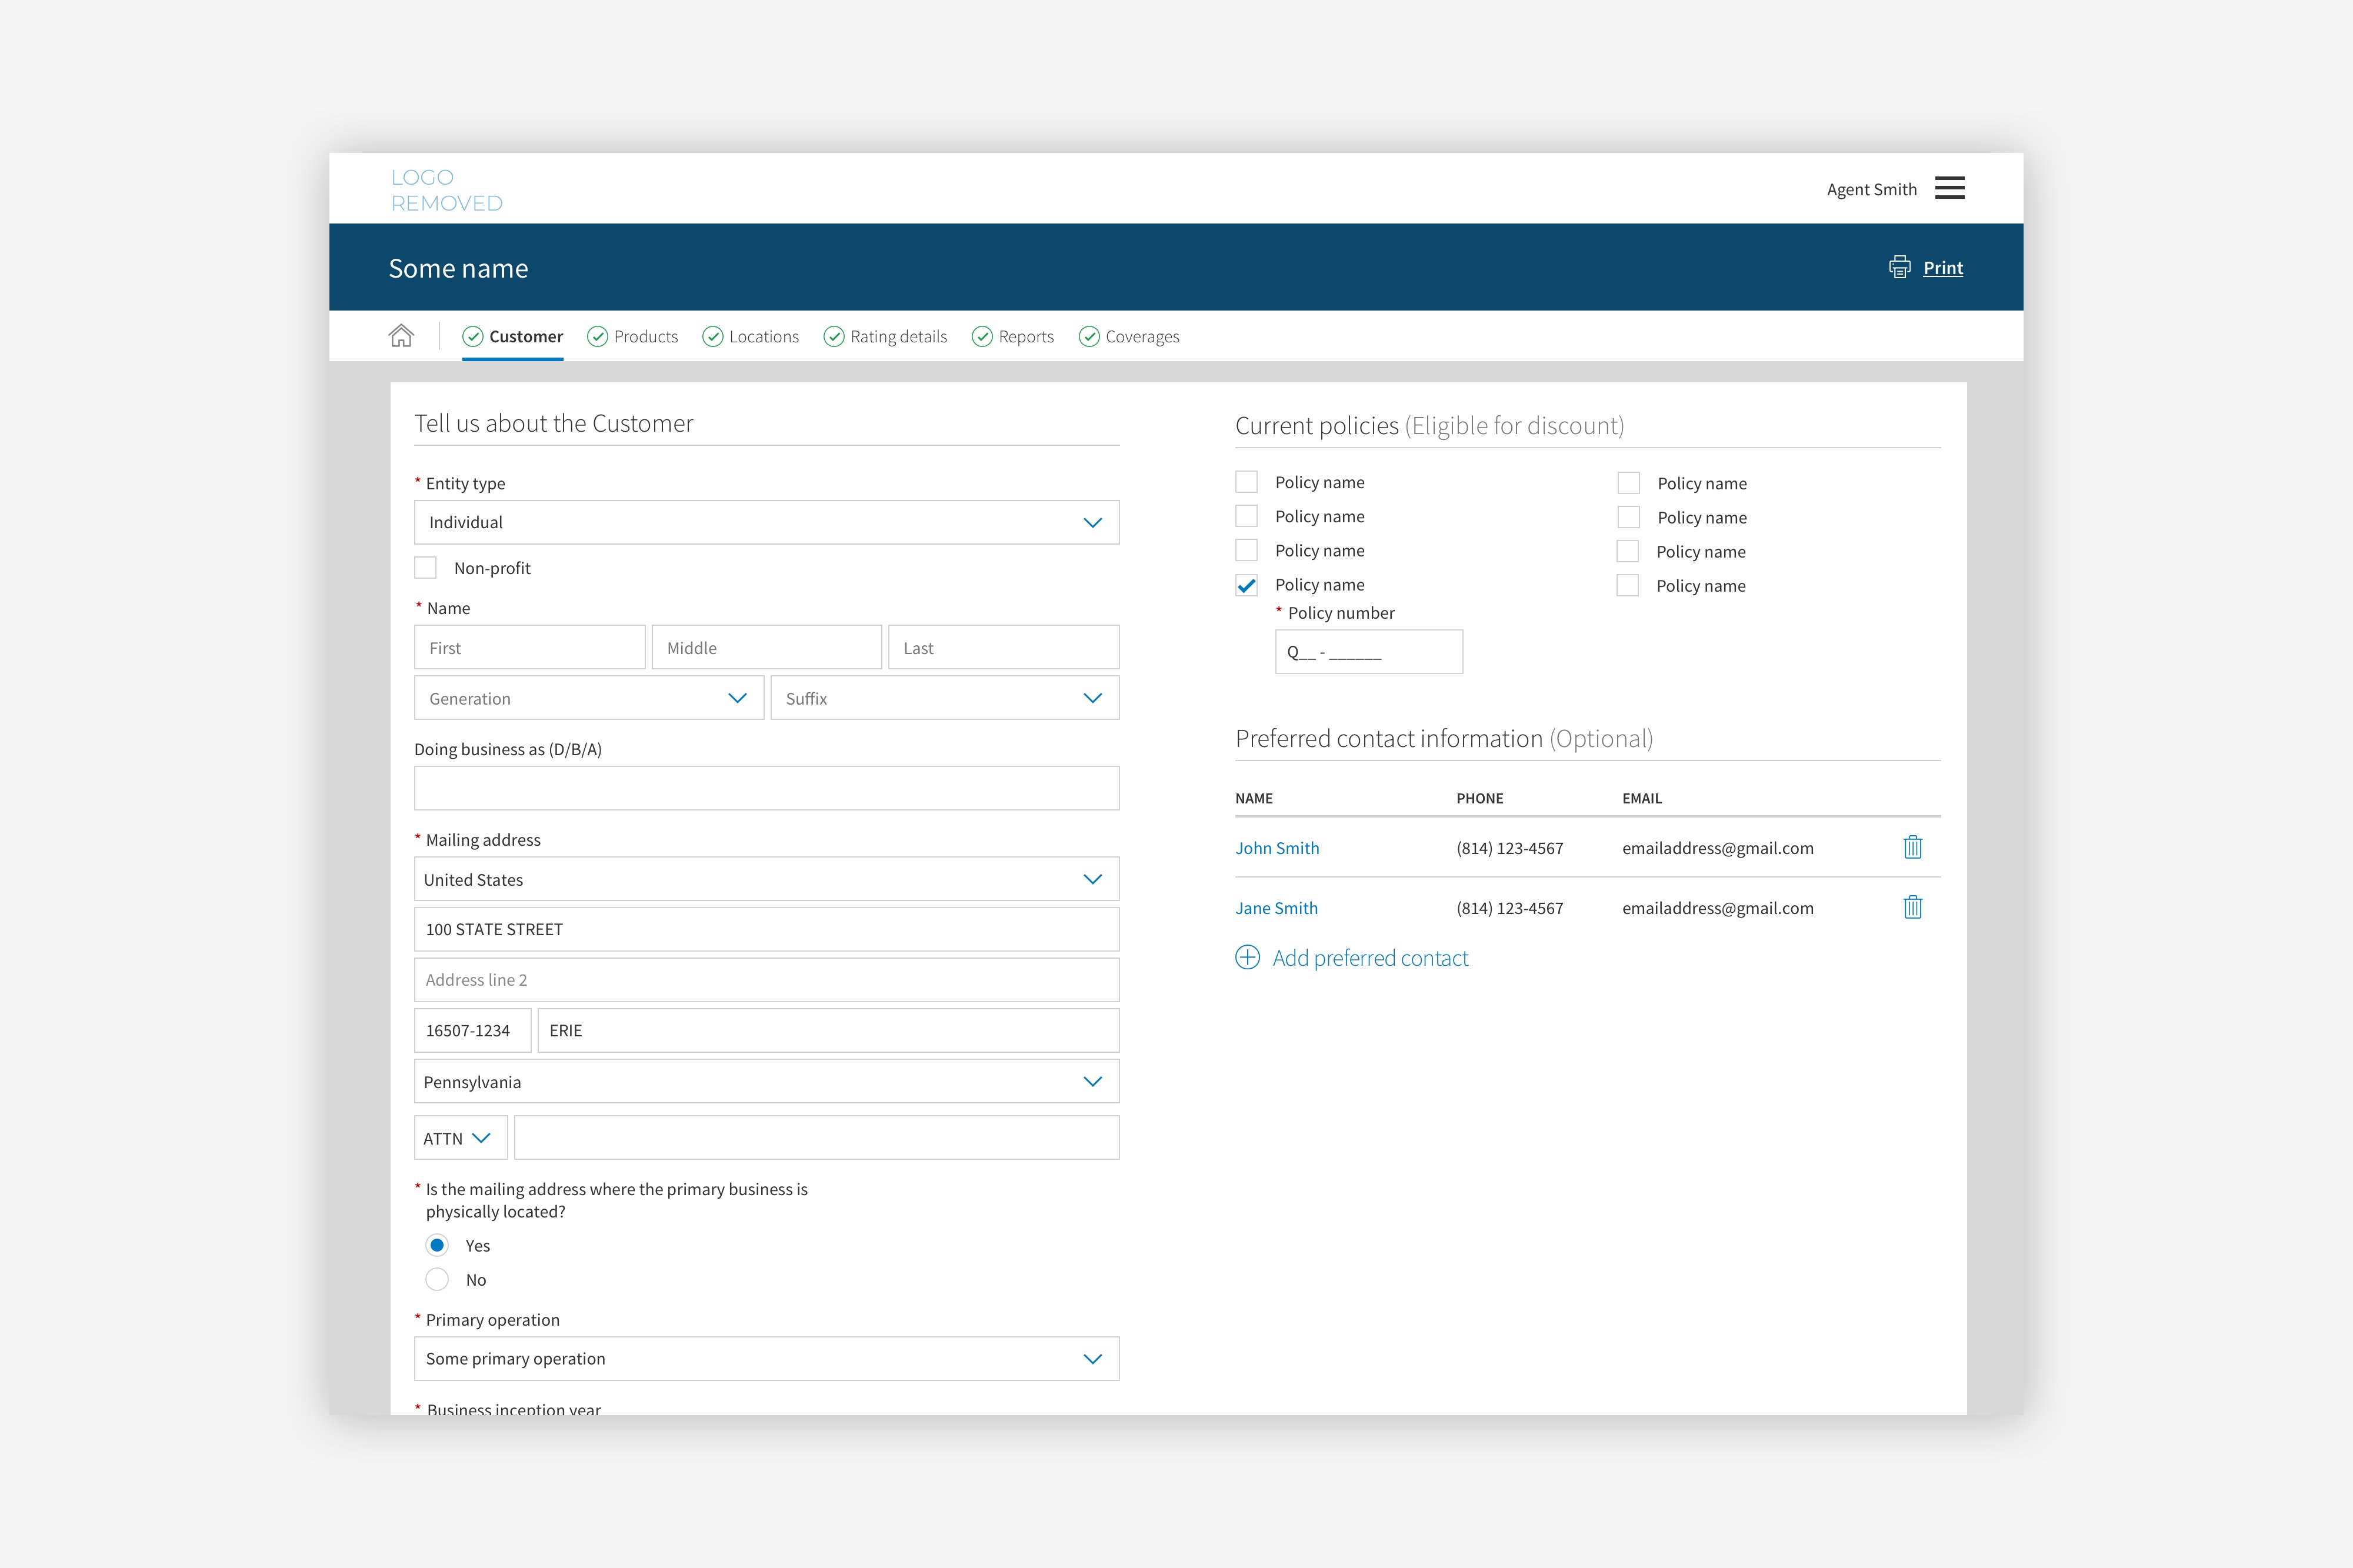 LOGO
REMOVED
Agent Smith
Some name
Print
Customer
Products
Locations
Rating details
Reports
Coverages
Tell us about the Customer
* Entity type
Individual
Non-profit
* Name
First
Middle
Last
Generation
Suffix
Doing business as (D/B/A)
* Mailing address
United States
100 STATE STREET
Address line 2
16507-1234
ERIE
Pennsylvania
ATTN
* Is the mailing address where the primary business is
physically located?
Yes
No
* Primary operation
Some primary operation
* Business inception year
Current policies (Eligible for discount)
Policy name
Policy name
Policy name
Policy name
Policy name
Policy name
Policy name
Policy name
* Policy number
Q__ - ______
Preferred contact information (Optional)
NAME PHONE EMAIL
John Smith (814) 123-4567 emailaddress@gmail.com
Jane Smith (814) 123-4567 emailaddress@gmail.com
Add preferred contact